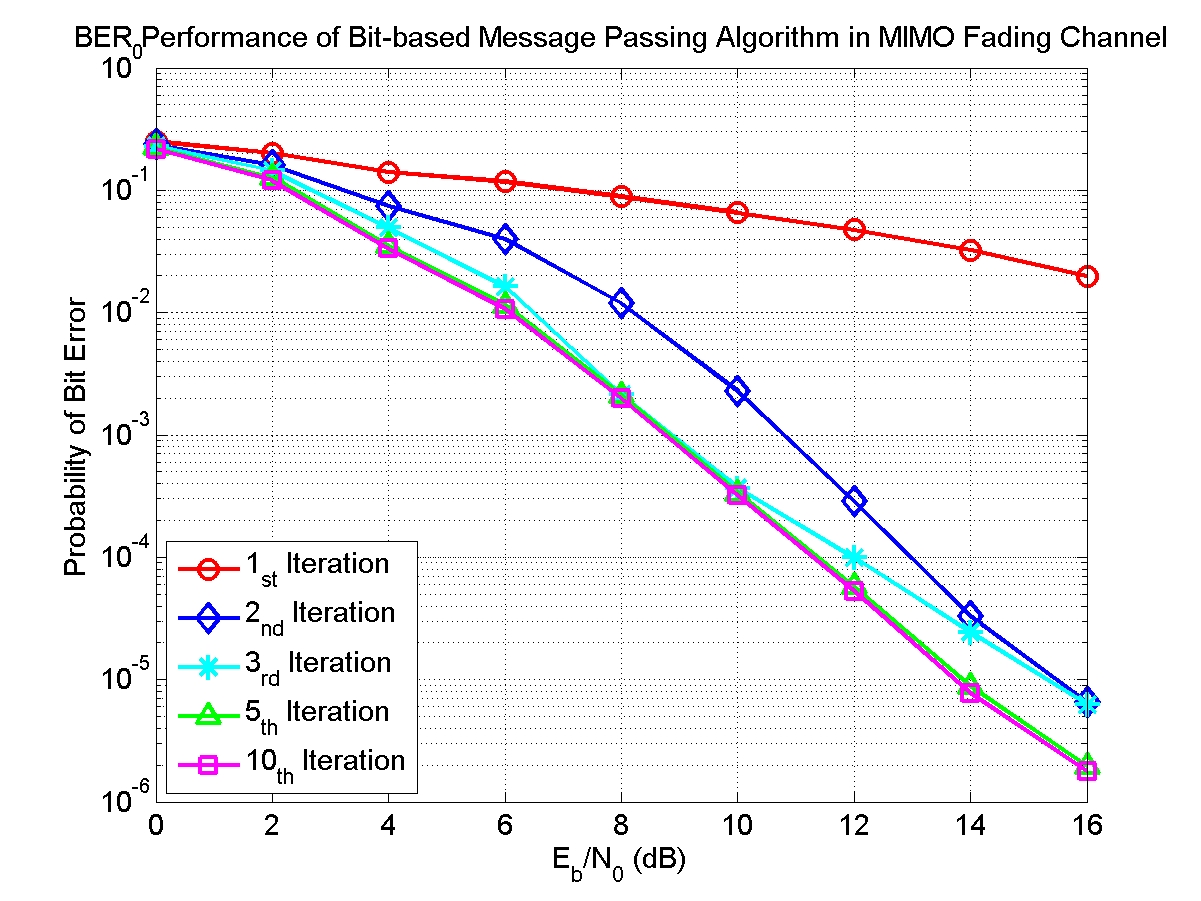 BER₀Performance of Bit-based Message Passing Algorithm in MIMO Fading Channel
Probability of Bit Error
10⁰
10⁻¹
10⁻²
10⁻³
10⁻⁴
10⁻⁵
10⁻⁶
1st Iteration
2nd Iteration
3rd Iteration
5th Iteration
10th Iteration
0 2 4 6 8 10 12 14 16
Eb/N₀ (dB)